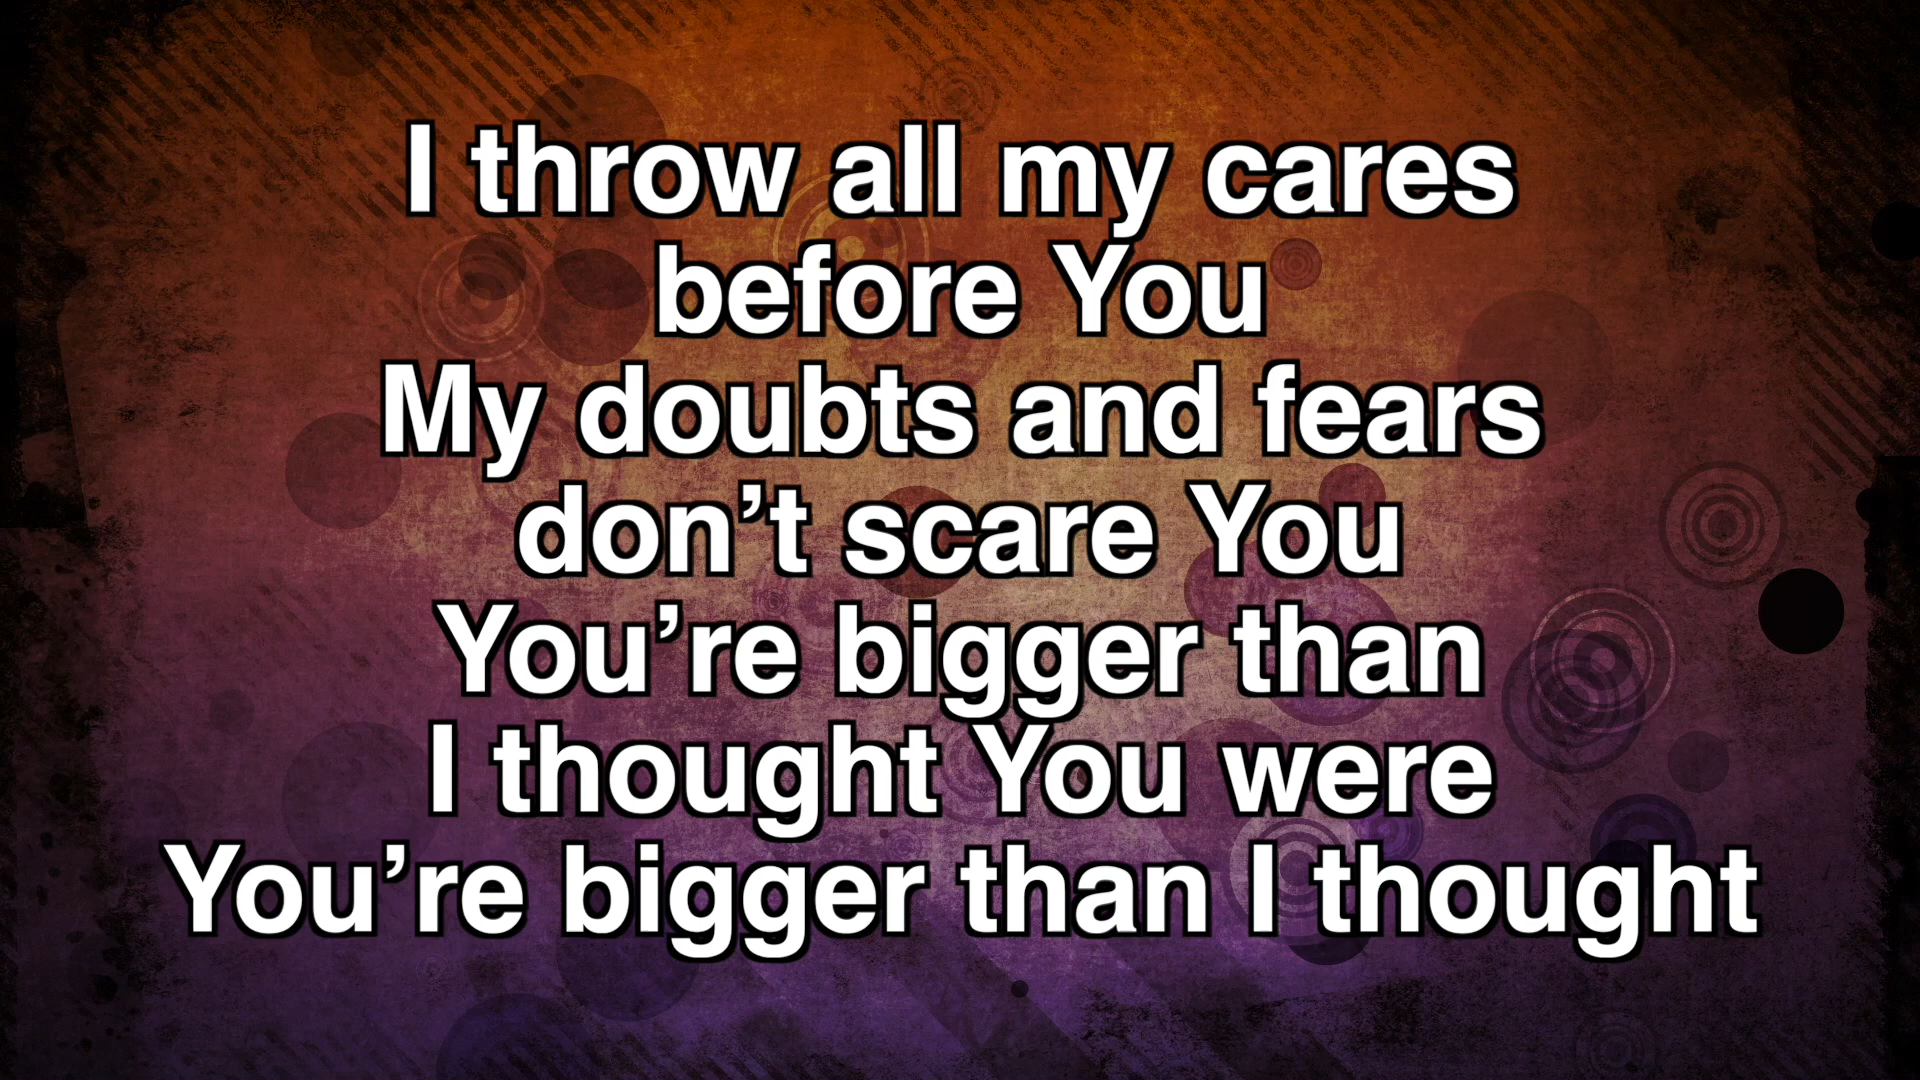 I throw all my cares
before You
My doubts and fears
don’t scare You
You’re bigger than
I thought You were
You’re bigger than I thought